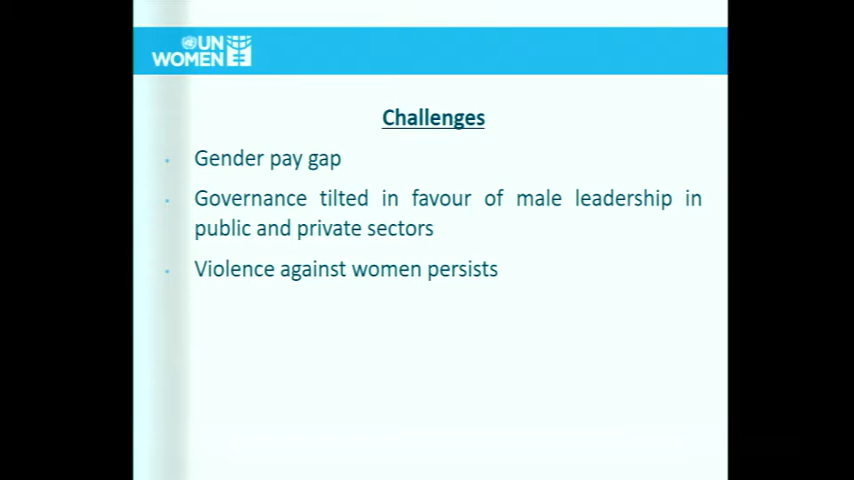 UN
WOMEN
Challenges
Gender pay gap
Governance tilted in favour of male leadership in
public and private sectors
Violence against women persists